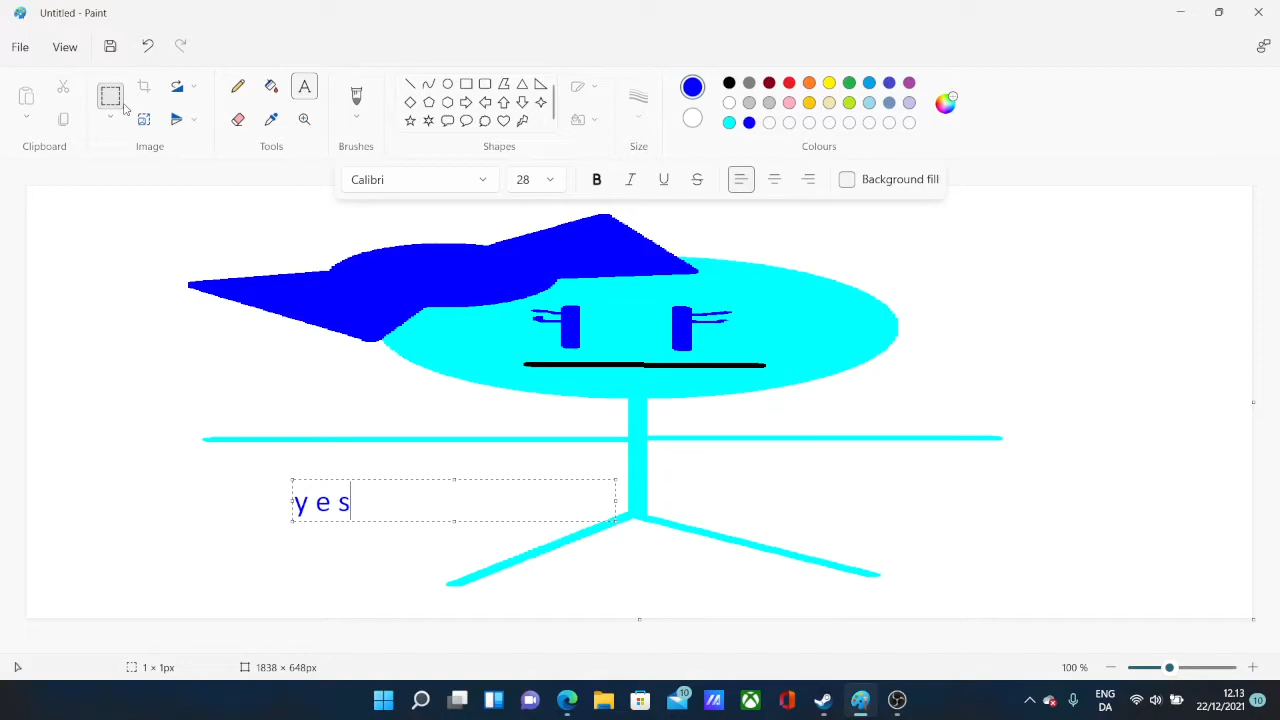 Untitled - Paint
File View
Clipboard Image Tools Brushes Shapes Size Colours
Calibri 28 B I U Background fill
y e s
1 × 1px 1838 × 648px 100 %
10 ENG DA 12.13 22/12/2021 10